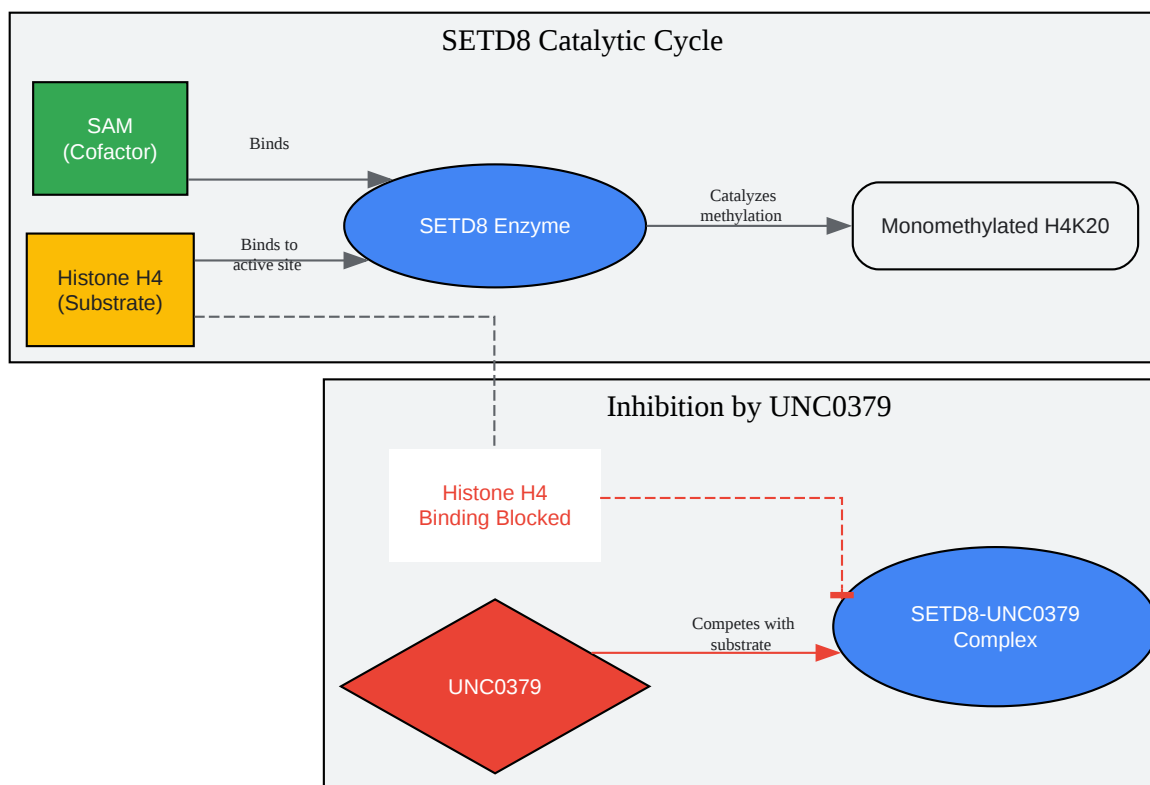 SETD8 Catalytic Cycle
SAM
(Cofactor)
Binds
SETD8 Enzyme
Catalyzes
methylation
Monomethylated H4K20
Histone H4
(Substrate)
Binds to
active site
Inhibition by UNC0379
Histone H4
Binding Blocked
UNC0379
Competes with
substrate
SETD8-UNC0379
Complex